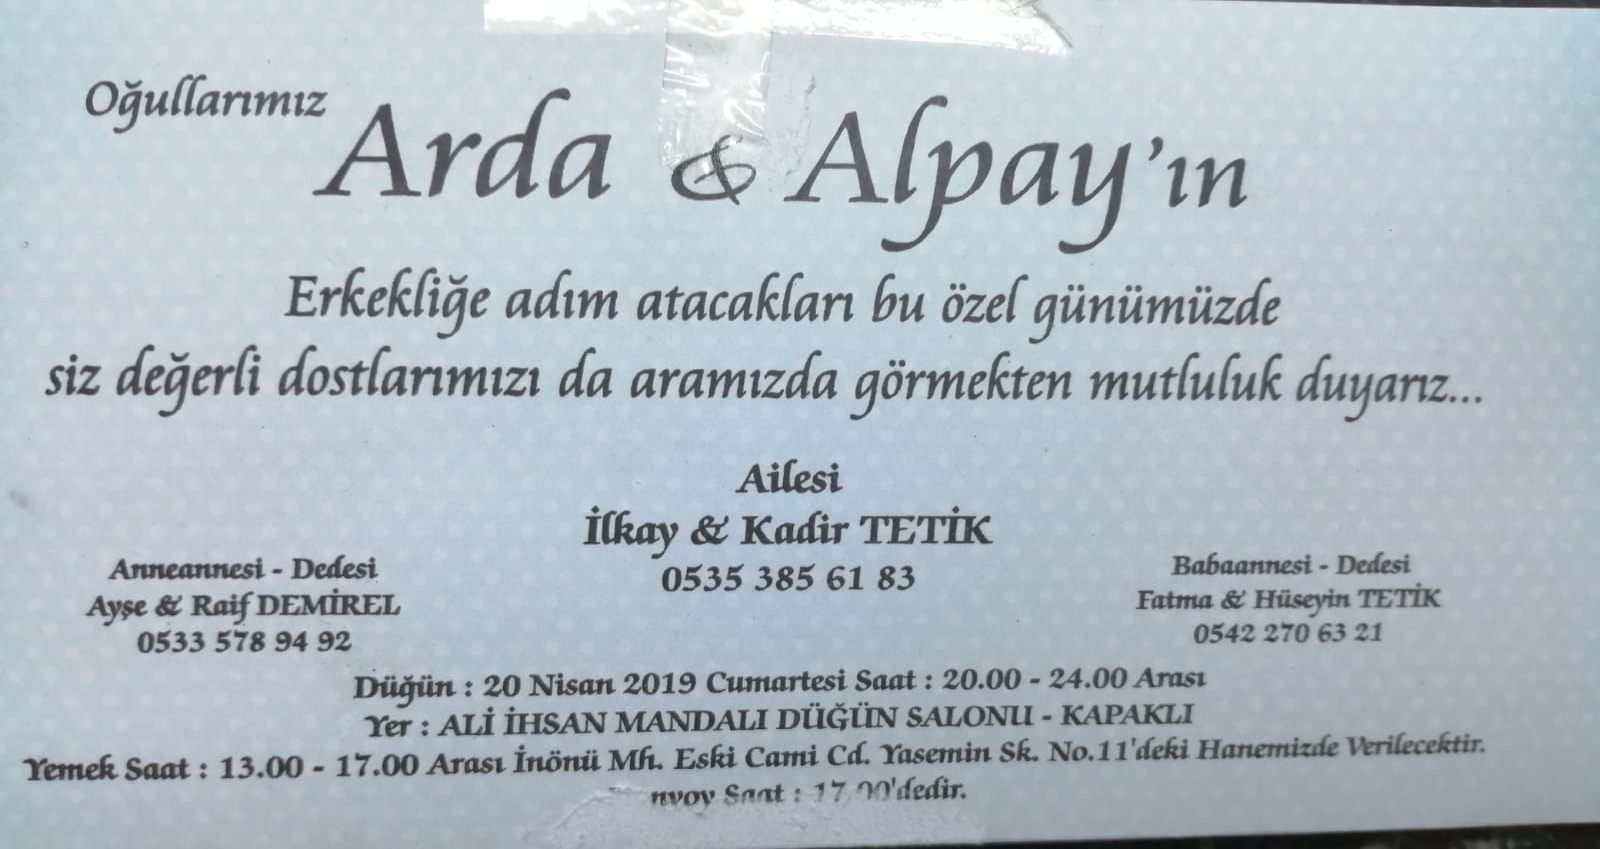 Oğullarımız
Arda & Alpay'ın
Erkekliğe adım atacakları bu özel günümüzde
siz değerli dostlarımızı da aramızda görmekten mutluluk duyarız...
Ailesi
İlkay & Kadir TETİK
0535 385 61 83
Anneannesi - Dedesi
Ayşe & Raif DEMİREL
0533 578 94 92
Babaannesi - Dedesi
Fatma & Hüseyin TETİK
0542 270 63 21
Düğün : 20 Nisan 2019 Cumartesi Saat : 20.00 - 24.00 Arası
Yer : ALİ İHSAN MANDALI DÜĞÜN SALONU - KAPAKLI
Yemek Saat : 13.00 - 17.00 Arası İnönü Mh. Eski Cami Cd. Yasemin Sk. No.11'deki Hanemizde Verilecektir.
Saat : 17.00'dedir.